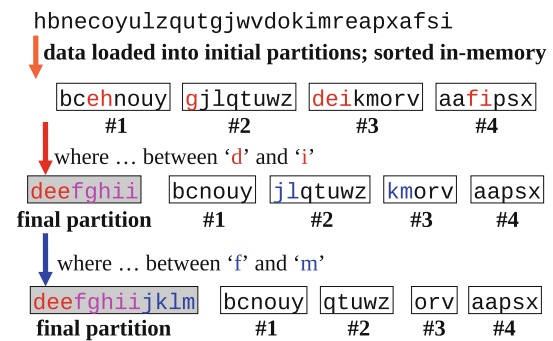 hbnecoyulzqutgjwvdokimreapxafsi
data loaded into initial partitions; sorted in-memory
bcehnouy gjlqtuwz deikmorv aafipsx
#1 #2 #3 #4
where ... between ‘d’ and ‘i’
deefghii bcnouy jlqtuwz kmorv aapsx
final partition #1 #2 #3 #4
where ... between ‘f’ and ‘m’
deefghiijklm bcnouy qtuwz orv aapsx
final partition #1 #2 #3 #4